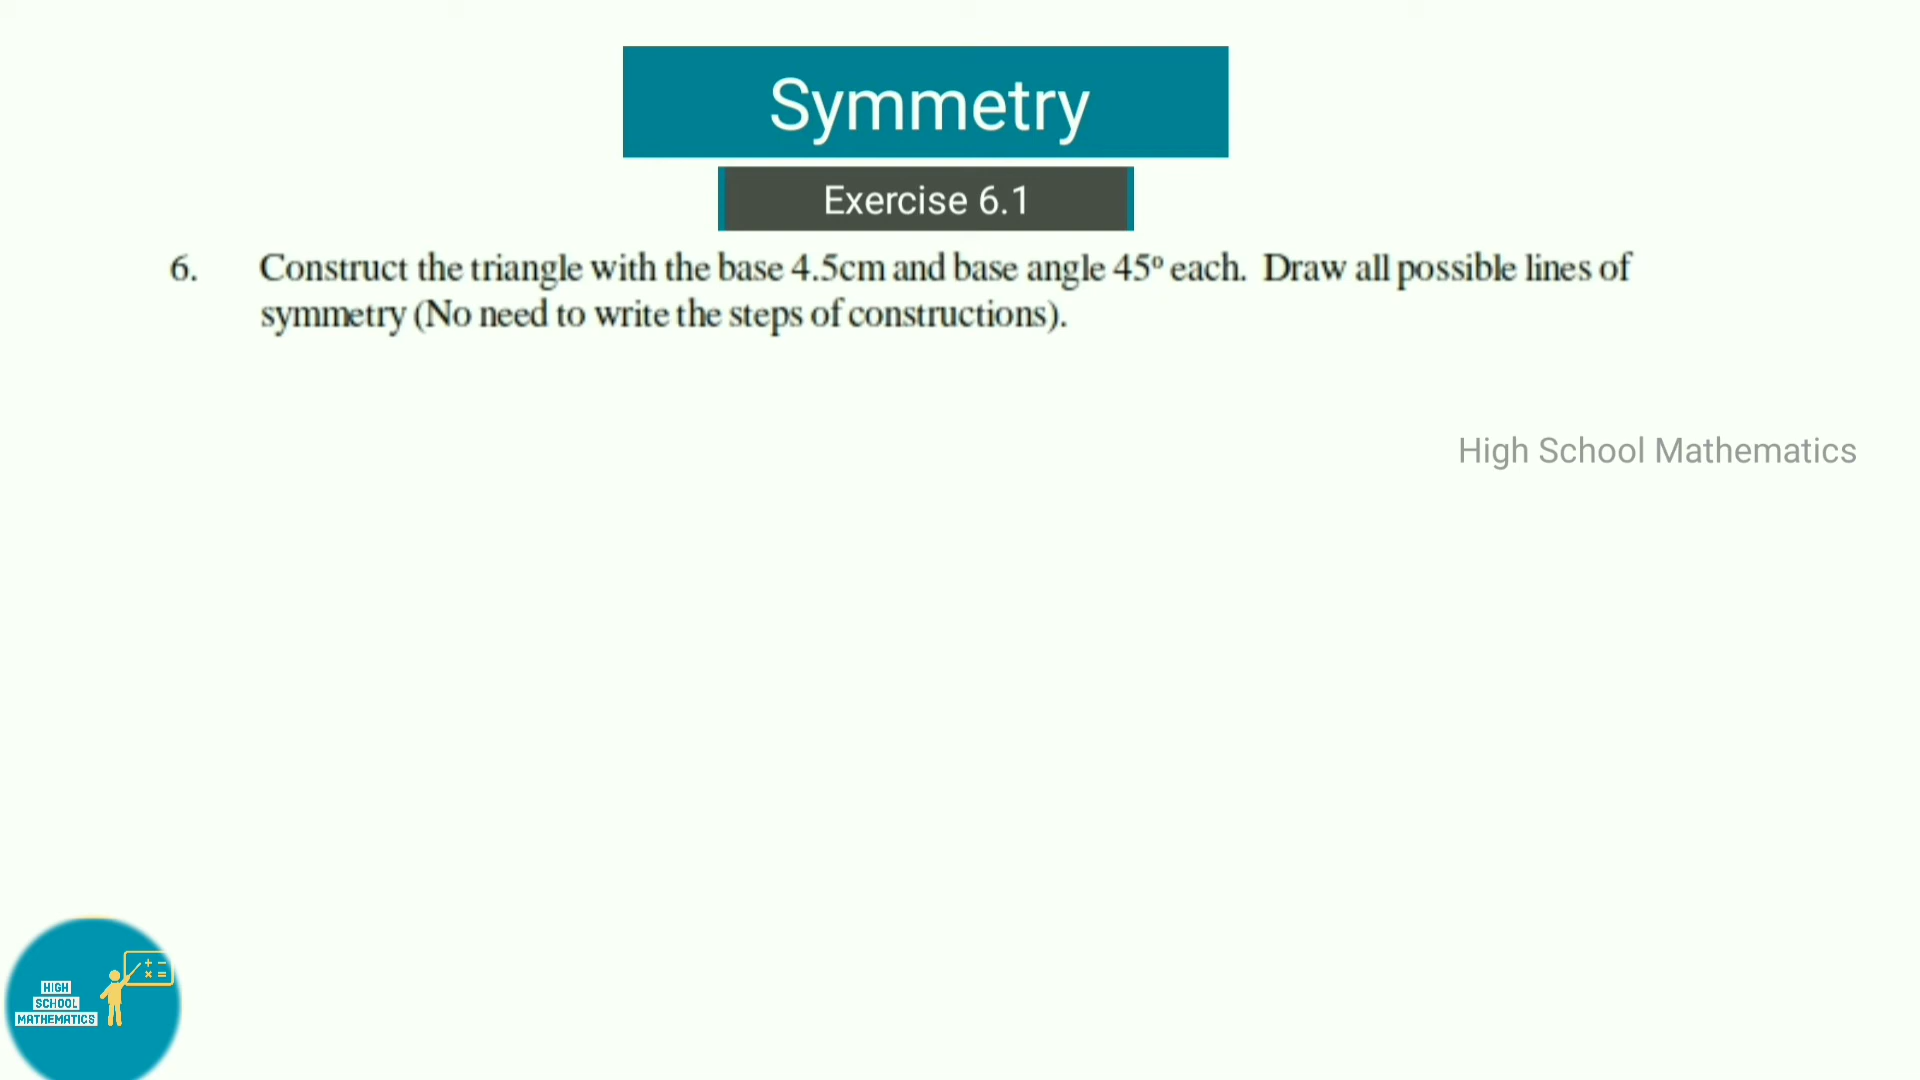 Symmetry
Exercise 6.1
6. Construct the triangle with the base 4.5cm and base angle 45º each. Draw all possible lines of
symmetry (No need to write the steps of constructions).
High School Mathematics
+ −
× =
HIGH
SCHOOL
MATHEMATICS